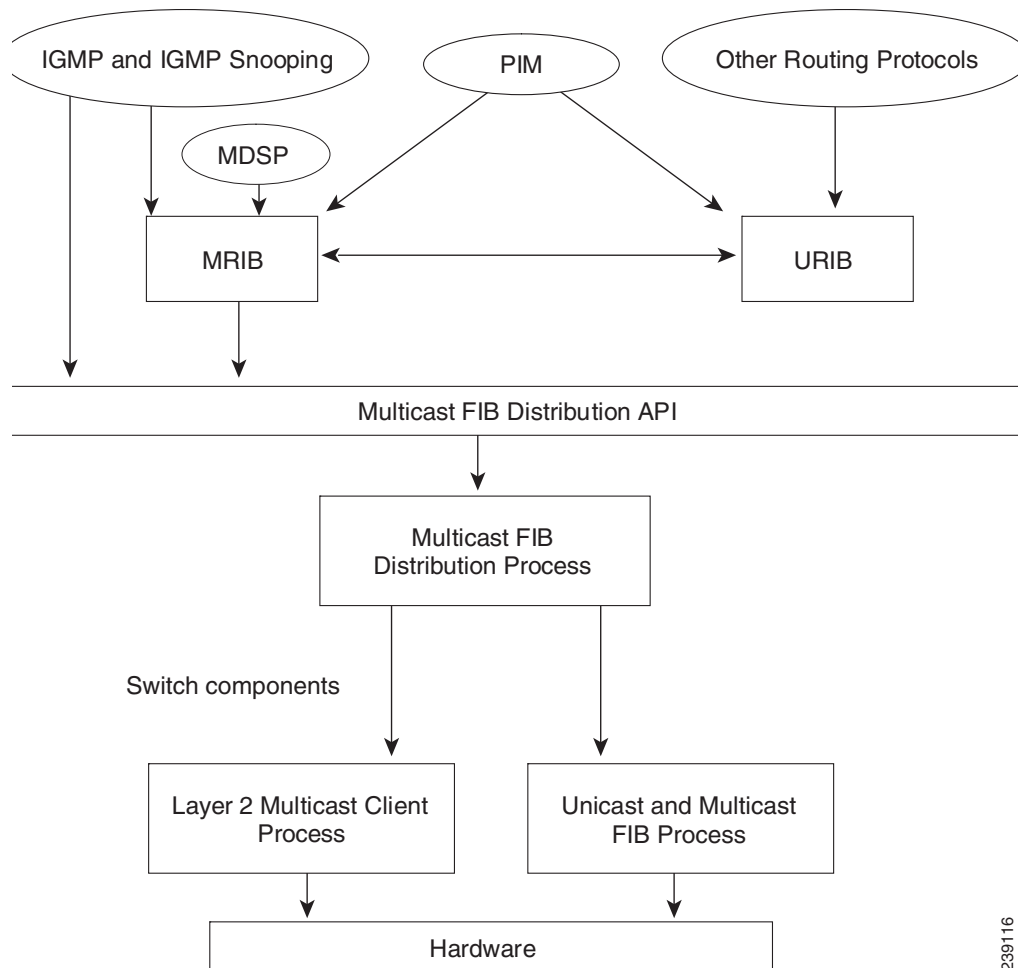 IGMP and IGMP Snooping
PIM
Other Routing Protocols
MDSP
MRIB
URIB
Multicast FIB Distribution API
Multicast FIB
Distribution Process
Switch components
Layer 2 Multicast Client
Process
Unicast and Multicast
FIB Process
Hardware
239116